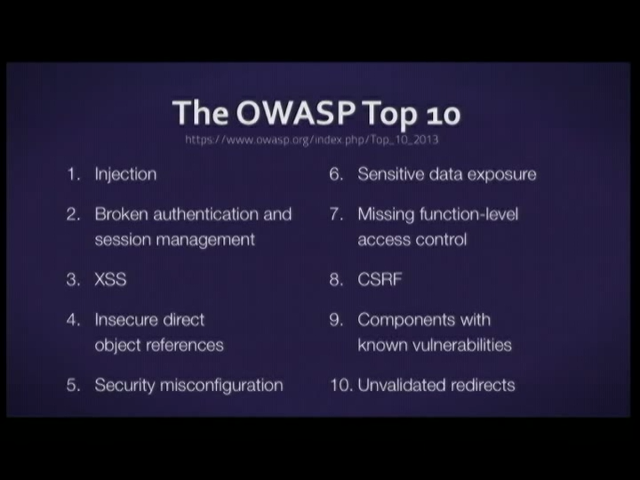 The OWASP Top 10
https://www.owasp.org/index.php/Top_10_2013
1. Injection
2. Broken authentication and
session management
3. XSS
4. Insecure direct
object references
5. Security misconfiguration
6. Sensitive data exposure
7. Missing function-level
access control
8. CSRF
9. Components with
known vulnerabilities
10. Unvalidated redirects